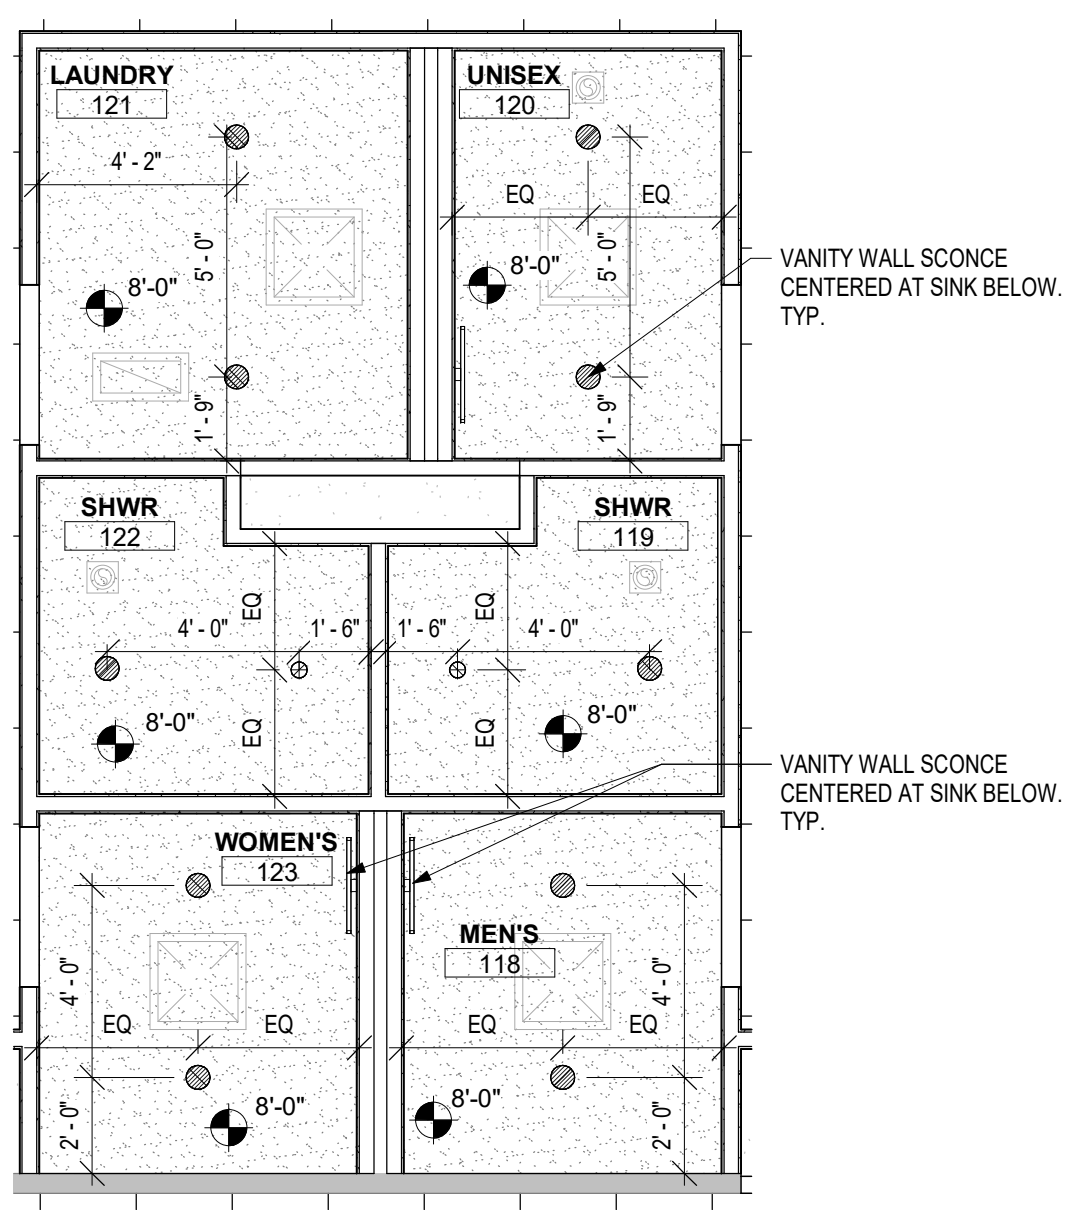 LAUNDRY
121
UNISEX
120
4' - 2"
EQ
EQ
5' - 0"
5' - 0"
8'-0"
8'-0"
VANITY WALL SCONCE
CENTERED AT SINK BELOW.
TYP.
1' - 9"
1' - 9"
SHWR
122
SHWR
119
EQ
EQ
4' - 0"
1' - 6"
1' - 6"
4' - 0"
8'-0"
EQ
EQ
8'-0"
VANITY WALL SCONCE
CENTERED AT SINK BELOW.
TYP.
WOMEN'S
123
MEN'S
118
4' - 0"
4' - 0"
EQ
EQ
EQ
EQ
8'-0"
8'-0"
2' - 0"
2' - 0"